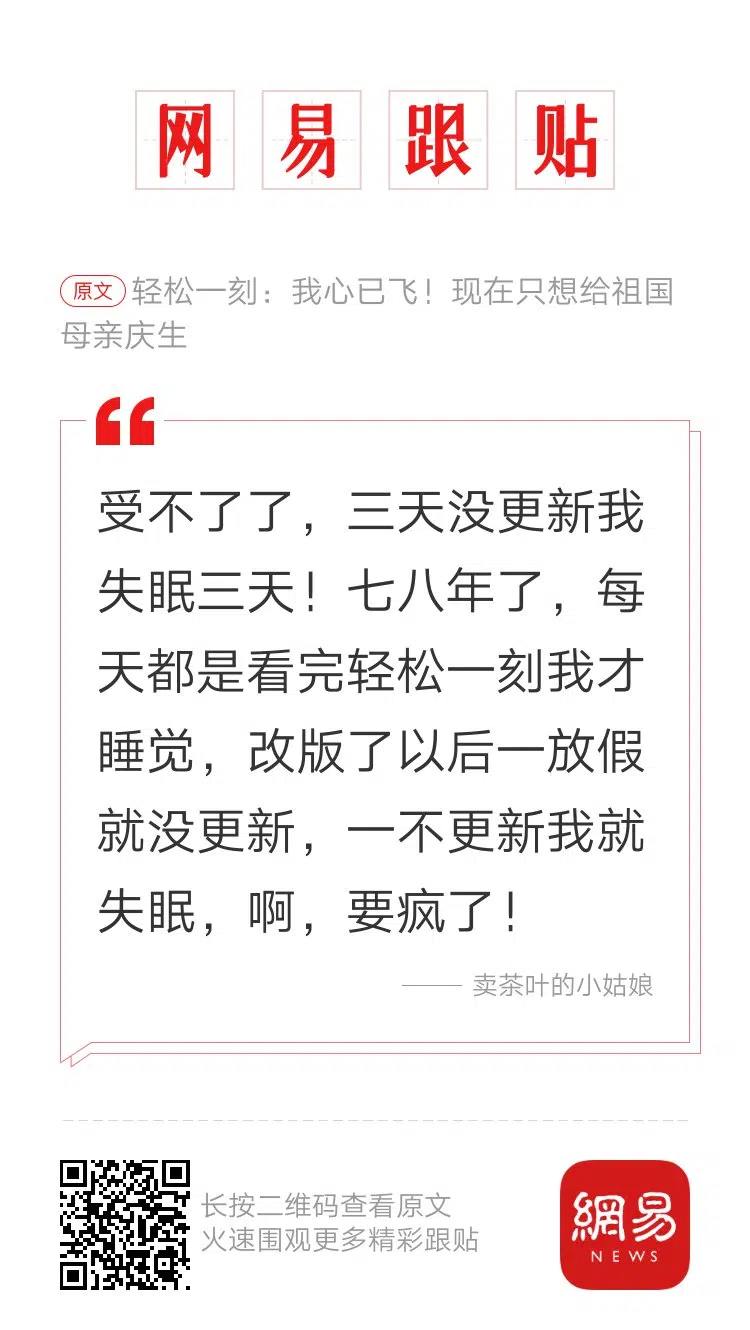 网易跟贴
原文 轻松一刻：我心已飞！现在只想给祖国
母亲庆生
受不了了，三天没更新我
失眠三天！七八年了，每
天都是看完轻松一刻我才
睡觉，改版了以后一放假
就没更新，一不更新我就
失眠，啊，要疯了！
—— 卖茶叶的小姑娘
长按二维码查看原文
火速围观更多精彩跟贴
網易
NEWS